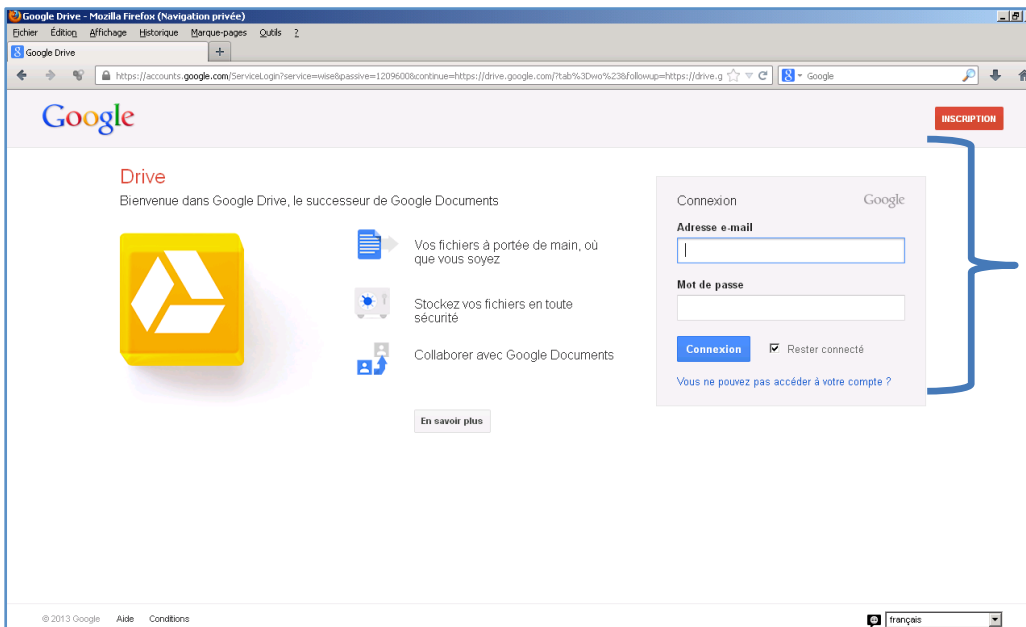 Google Drive - Mozilla Firefox (Navigation privée)
Fichier Édition Affichage Historique Marque-pages Outils ?
Google Drive
https://accounts.google.com/ServiceLogin?service=wise&passive=1209600&continue=https://drive.google.com/?tab%3Dwo%23&followup=https://drive.g
Google
Google
INSCRIPTION
Drive
Bienvenue dans Google Drive, le successeur de Google Documents
Vos fichiers à portée de main, où
que vous soyez
Stockez vos fichiers en toute
sécurité
Collaborer avec Google Documents
En savoir plus
Connexion Google
Adresse e-mail
Mot de passe
Connexion Rester connecté
Vous ne pouvez pas accéder à votre compte ?
© 2013 Google Aide Conditions
français